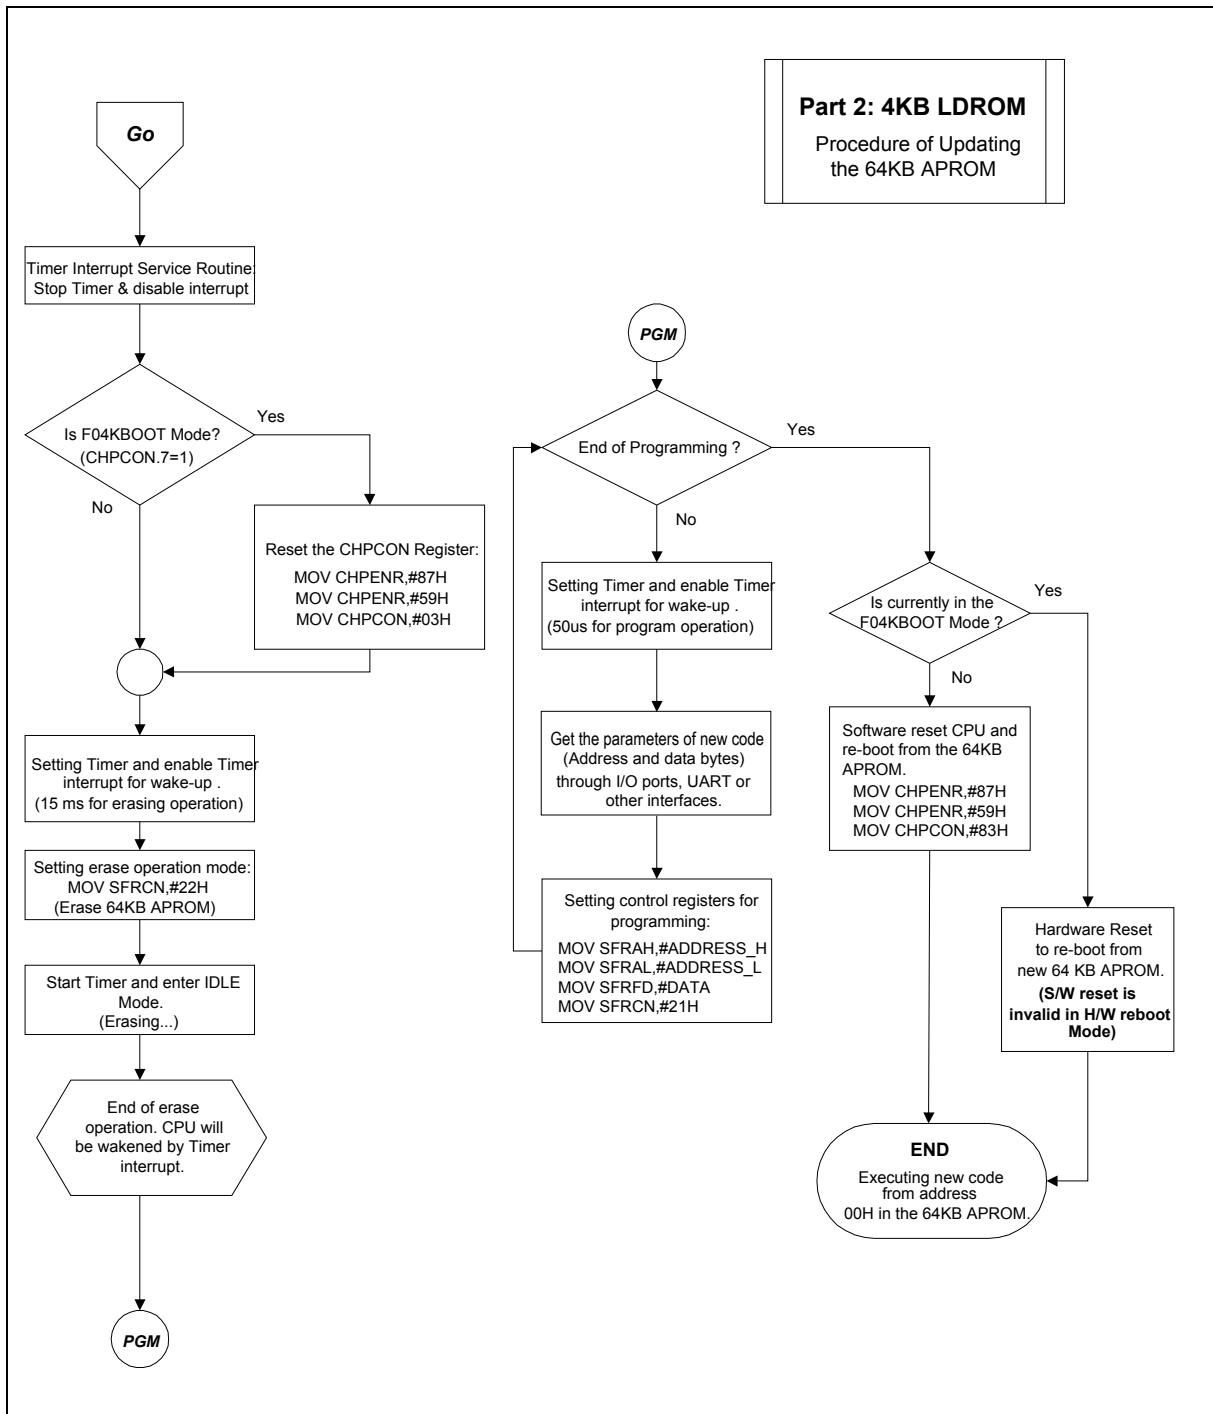 Part 2: 4KB LDROM
Procedure of Updating
the 64KB APROM
Go
Timer Interrupt Service Routine:
Stop Timer & disable interrupt
Is F04KBOOT Mode?
(CHPCON.7=1)
Yes
No
Reset the CHPCON Register:
MOV CHPENR,#87H
MOV CHPENR,#59H
MOV CHPCON,#03H
Setting Timer and enable Timer
interrupt for wake-up .
(15 ms for erasing operation)
Setting erase operation mode:
MOV SFRCN,#22H
(Erase 64KB APROM)
Start Timer and enter IDLE
Mode.
(Erasing...)
End of erase
operation. CPU will
be wakened by Timer
interrupt.
PGM
PGM
End of Programming ?
Yes
No
Setting Timer and enable Timer
interrupt for wake-up .
(50us for program operation)
Get the parameters of new code
(Address and data bytes)
through I/O ports, UART or
other interfaces.
Setting control registers for
programming:
MOV SFRAH,#ADDRESS_H
MOV SFRAL,#ADDRESS_L
MOV SFRFD,#DATA
MOV SFRCN,#21H
Is currently in the
F04KBOOT Mode ?
Yes
No
Software reset CPU and
re-boot from the 64KB
APROM.
MOV CHPENR,#87H
MOV CHPENR,#59H
MOV CHPCON,#83H
Hardware Reset
to re-boot from
new 64 KB APROM.
(S/W reset is
invalid in H/W reboot
Mode)
END
Executing new code
from address
00H in the 64KB APROM.